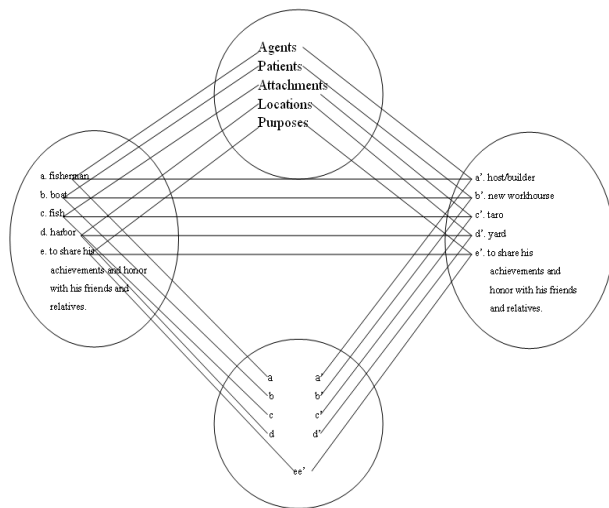 Agents
Patients
Attachments
Locations
Purposes
a. fisherman
b. boat
c. fish
d. harbor
e. to share his
achievements and honor
with his friends and
relatives.
a'. host/builder
b'. new workhourse
c'. taro
d'. yard
e'. to share his
achievements and
honor with his friends
and relatives.
a a'
b b'
c c'
d d'
ee'